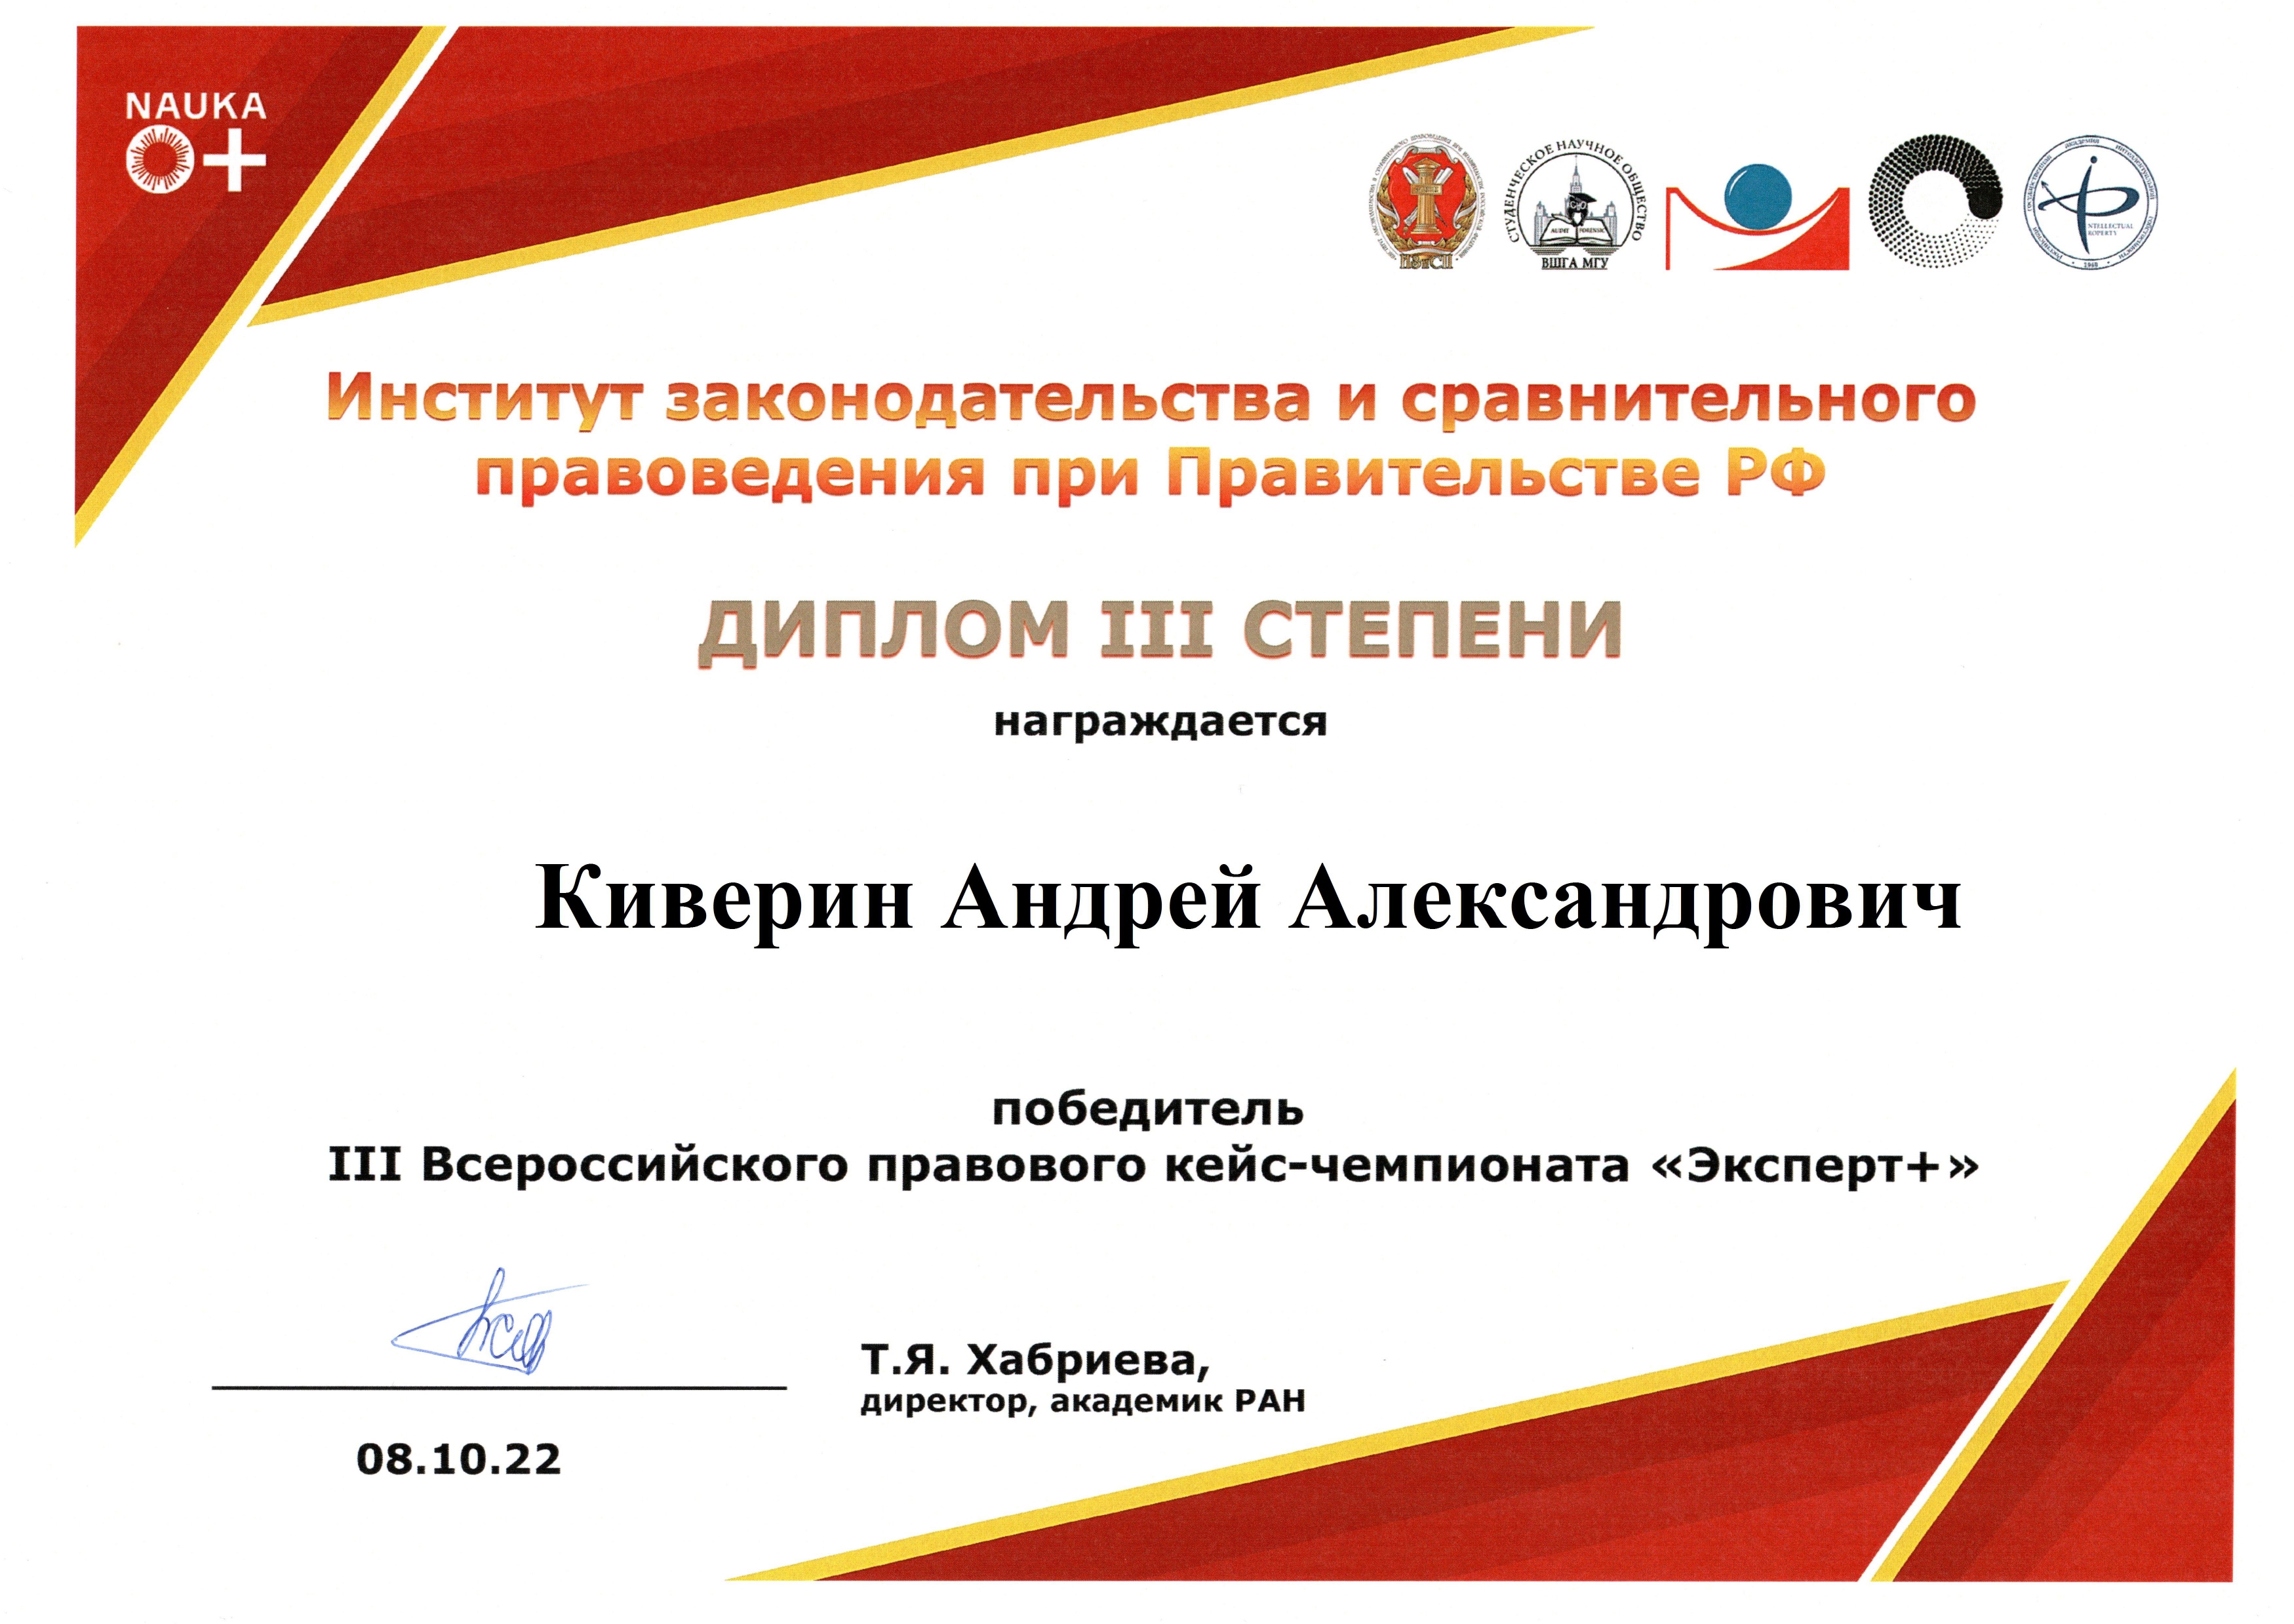 NAUKA
0+
СТУДЕНЧЕСКОЕ НАУЧНОЕ ОБЩЕСТВО
AUDIT FORENSIC
ВШГА МГУ
ИЗиСП
INTELLECTUAL
PROPERTY
1968
Институт законодательства и сравнительного
правоведения при Правительстве РФ
ДИПЛОМ III СТЕПЕНИ
награждается
Киверин Андрей Александрович
победитель
III Всероссийского правового кейс-чемпионата «Эксперт+»
Т.Я. Хабриева,
директор, академик РАН
08.10.22